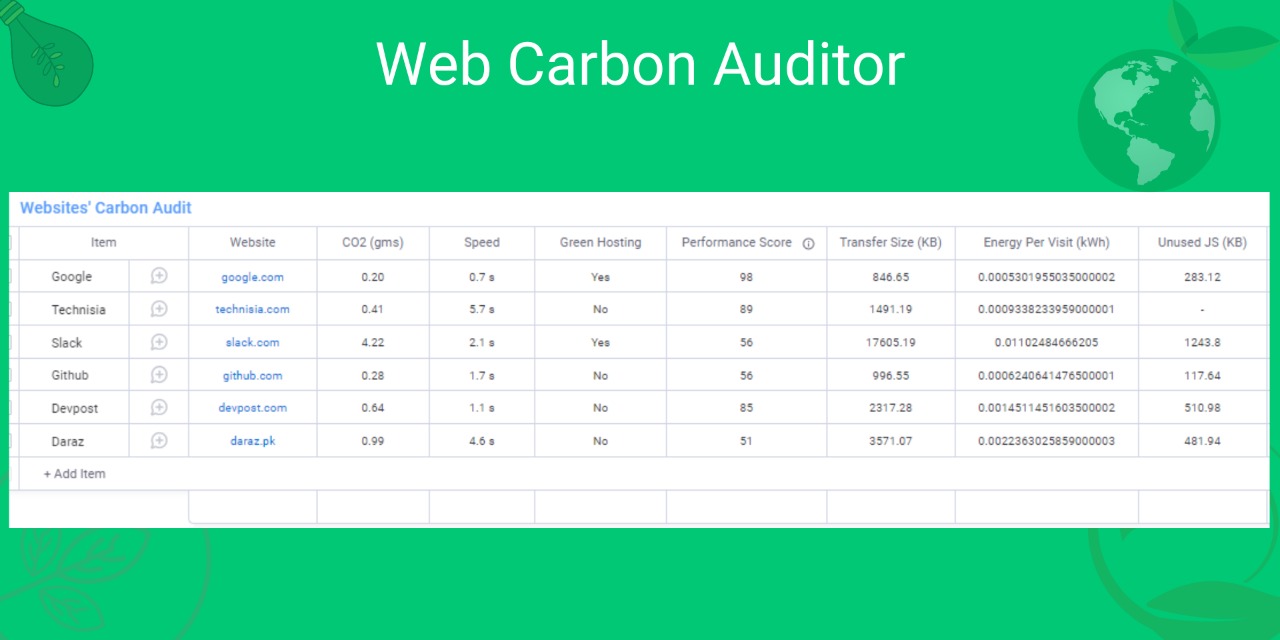 Web Carbon Auditor
Websites' Carbon Audit
Item Website CO2 (gms) Speed Green Hosting Performance Score Transfer Size (KB) Energy Per Visit (kWh) Unused JS (KB)
Google google.com 0.20 0.7 s Yes 98 846.65 0.0005301955035000002 283.12
Technisia technisia.com 0.41 5.7 s No 89 1491.19 0.0009338233959000001 -
Slack slack.com 4.22 2.1 s Yes 56 17605.19 0.01102484666205 1243.8
Github github.com 0.28 1.7 s No 56 996.55 0.0006240641476500001 117.64
Devpost devpost.com 0.64 1.1 s No 85 2317.28 0.0014511451603500002 510.98
Daraz daraz.pk 0.99 4.6 s No 51 3571.07 0.0022363025859000003 481.94
+ Add Item